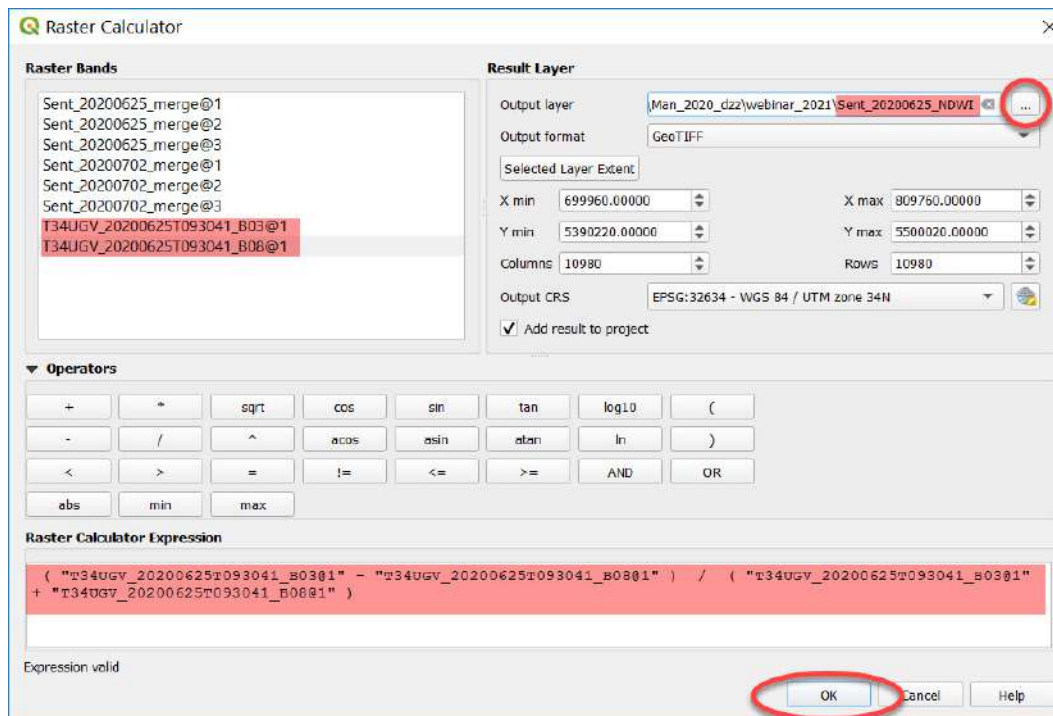 Raster Calculator
Raster Bands
Sent_20200625_merge@1
Sent_20200625_merge@2
Sent_20200625_merge@3
Sent_20200702_merge@1
Sent_20200702_merge@2
Sent_20200702_merge@3
T34UGV_20200625T093041_B03@1
T34UGV_20200625T093041_B08@1
Result Layer
Output layer \Man_2020_dzz\webinar_2021\Sent_20200625_NDWI ...
Output format GeoTIFF
Selected Layer Extent
X min 699960.00000 X max 809760.00000
Y min 5390220.00000 Y max 5500020.00000
Columns 10980 Rows 10980
Output CRS EPSG:32634 - WGS 84 / UTM zone 34N
✓ Add result to project
Operators
+ * sqrt cos sin tan log10 (
- / ^ acos asin atan ln )
< > = != <= >= AND OR
abs min max
Raster Calculator Expression
( "T34UGV_20200625T093041_B03@1" - "T34UGV_20200625T093041_B08@1" ) / ( "T34UGV_20200625T093041_B03@1"
+ "T34UGV_20200625T093041_B08@1" )
Expression valid
OK Cancel Help